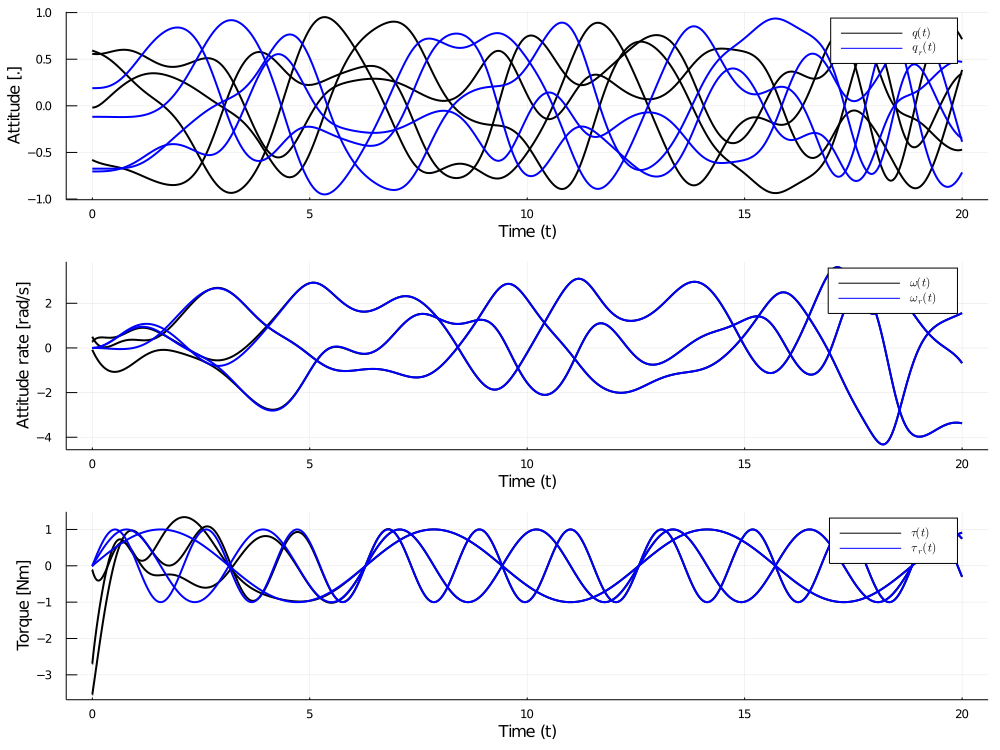 1.0
0.5
0.0
−0.5
−1.0
Attitude [.]
q(t)
q_r(t)
0
5
10
15
20
Time (t)
2
0
−2
−4
Attitude rate [rad/s]
ω(t)
ω_r(t)
0
5
10
15
20
Time (t)
1
0
−1
−2
−3
Torque [Nm]
τ(t)
τ_r(t)
0
5
10
15
20
Time (t)